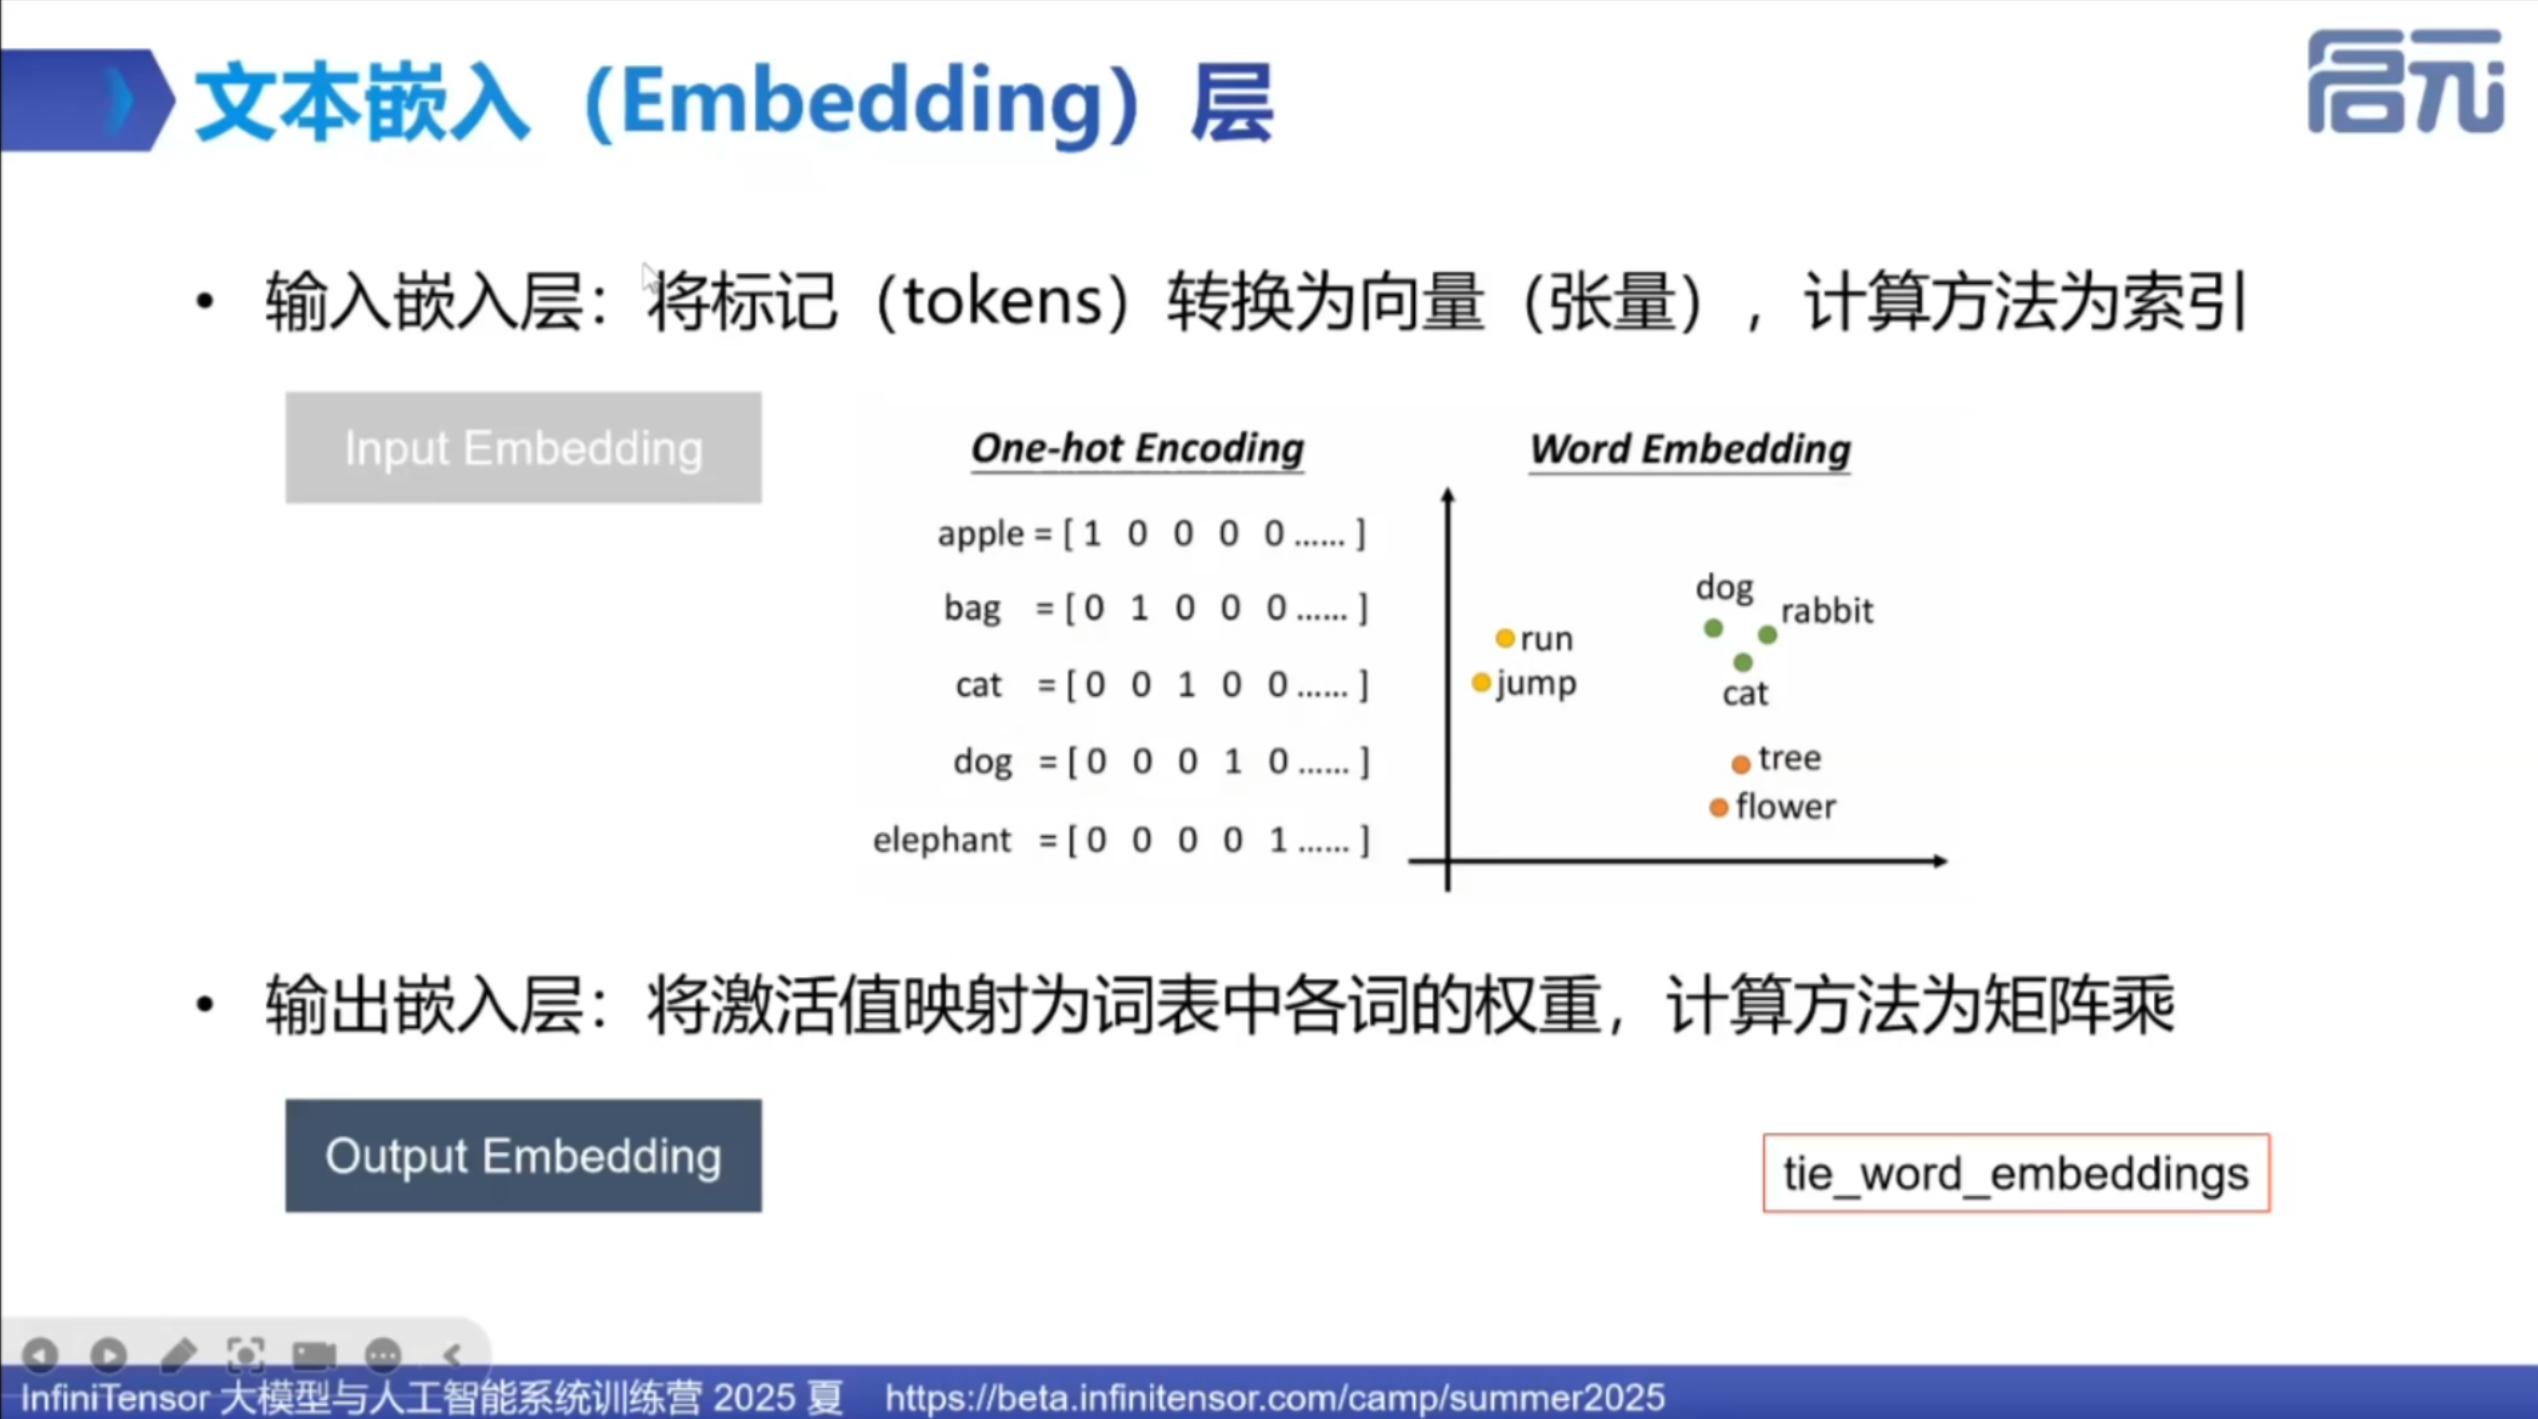 文本嵌入（Embedding）层
启元
• 输入嵌入层：将标记（tokens）转换为向量（张量），计算方法为索引
Input Embedding
One-hot Encoding
apple = [ 1 0 0 0 0 ...... ]
bag = [ 0 1 0 0 0 ...... ]
cat = [ 0 0 1 0 0 ...... ]
dog = [ 0 0 0 1 0 ...... ]
elephant = [ 0 0 0 0 1 ...... ]
Word Embedding
dog
rabbit
run
jump
cat
tree
flower
• 输出嵌入层：将激活值映射为词表中各词的权重，计算方法为矩阵乘
Output Embedding
tie_word_embeddings
InfiniTensor 大模型与人工智能系统训练营 2025 夏 https://beta.infinitensor.com/camp/summer2025